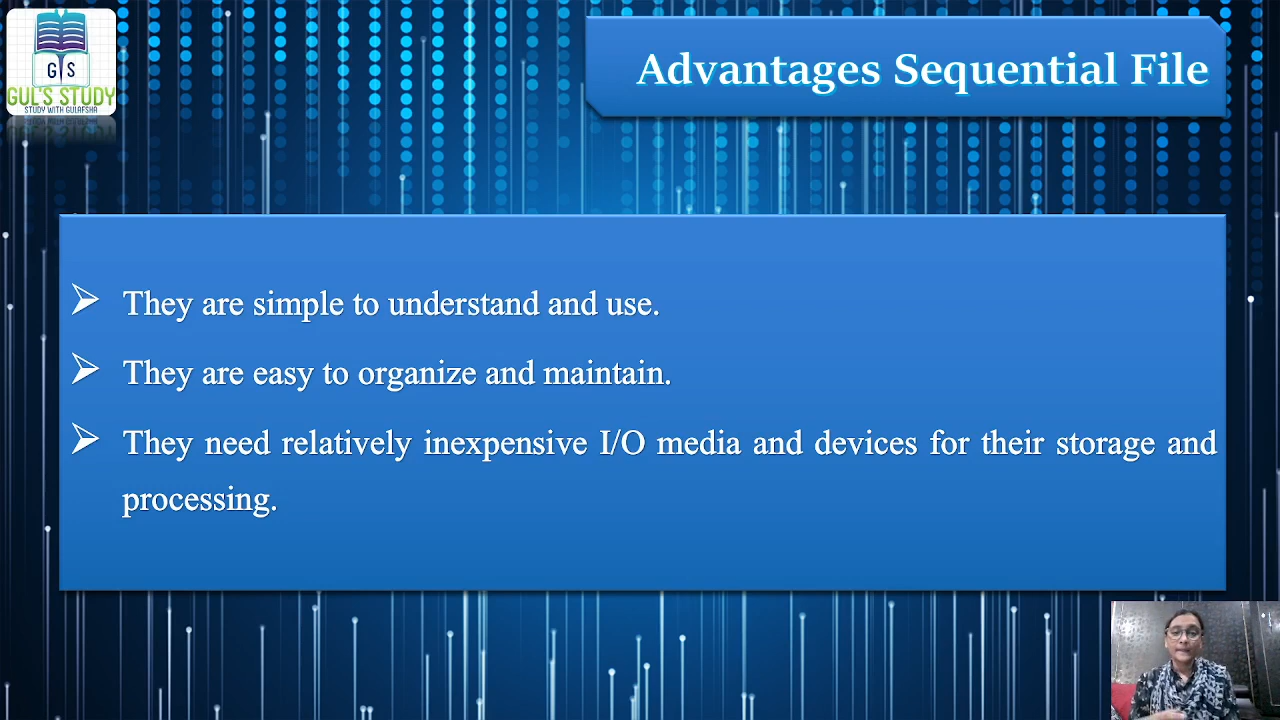 G S
GUL'S STUDY
STUDY WITH GULAFSHA
Advantages Sequential File
They are simple to understand and use.
They are easy to organize and maintain.
They need relatively inexpensive I/O media and devices for their storage and
processing.